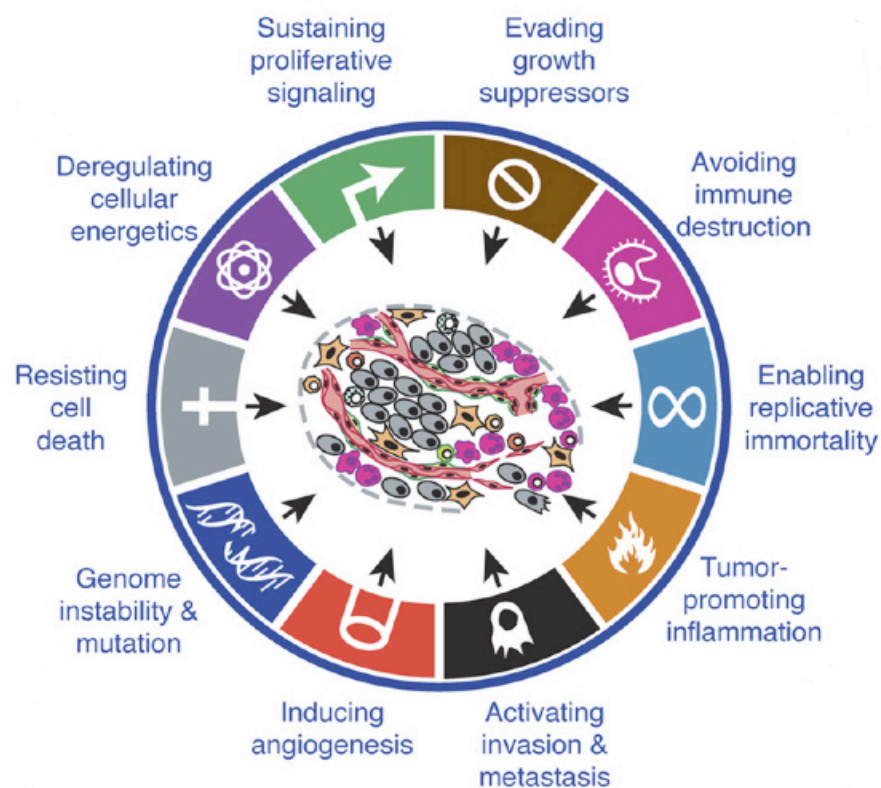 Sustaining
proliferative
signaling
Evading
growth
suppressors
Avoiding
immune
destruction
Enabling
replicative
immortality
Tumor-
promoting
inflammation
Activating
invasion &
metastasis
Inducing
angiogenesis
Genome
instability &
mutation
Resisting
cell
death
Deregulating
cellular
energetics